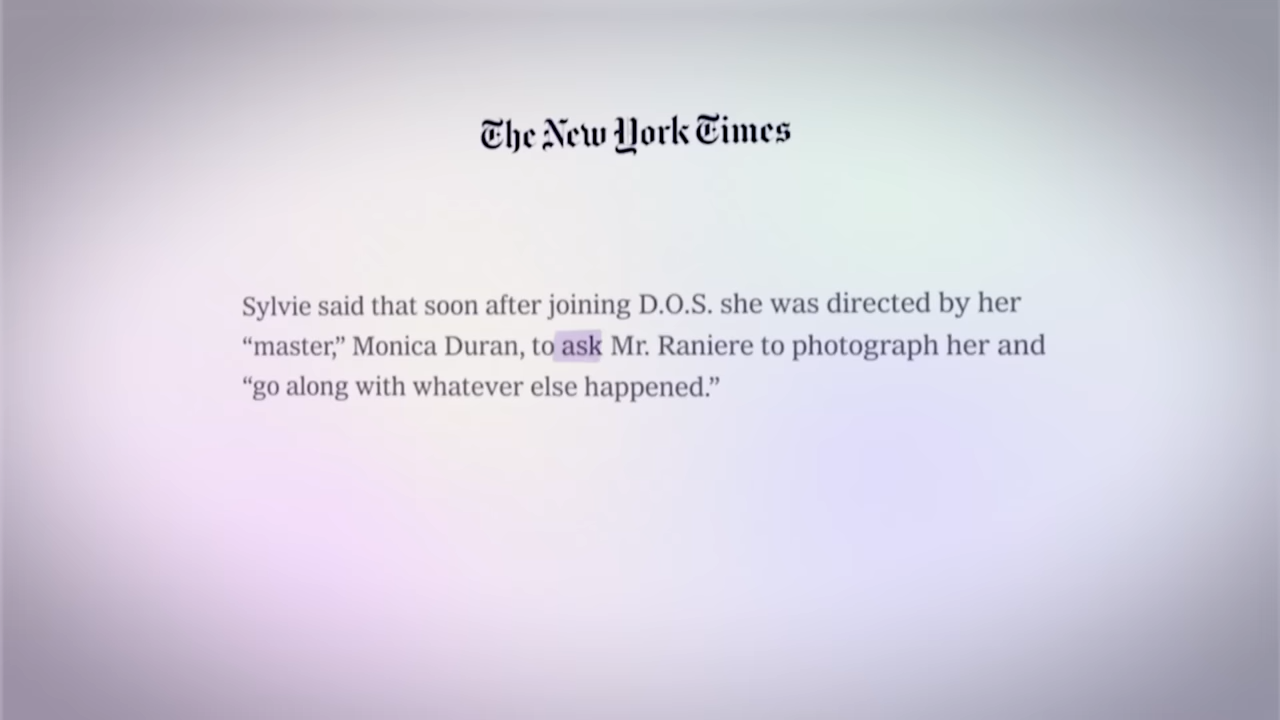 The New York Times
Sylvie said that soon after joining D.O.S. she was directed by her
“master,” Monica Duran, to ask Mr. Raniere to photograph her and
“go along with whatever else happened.”